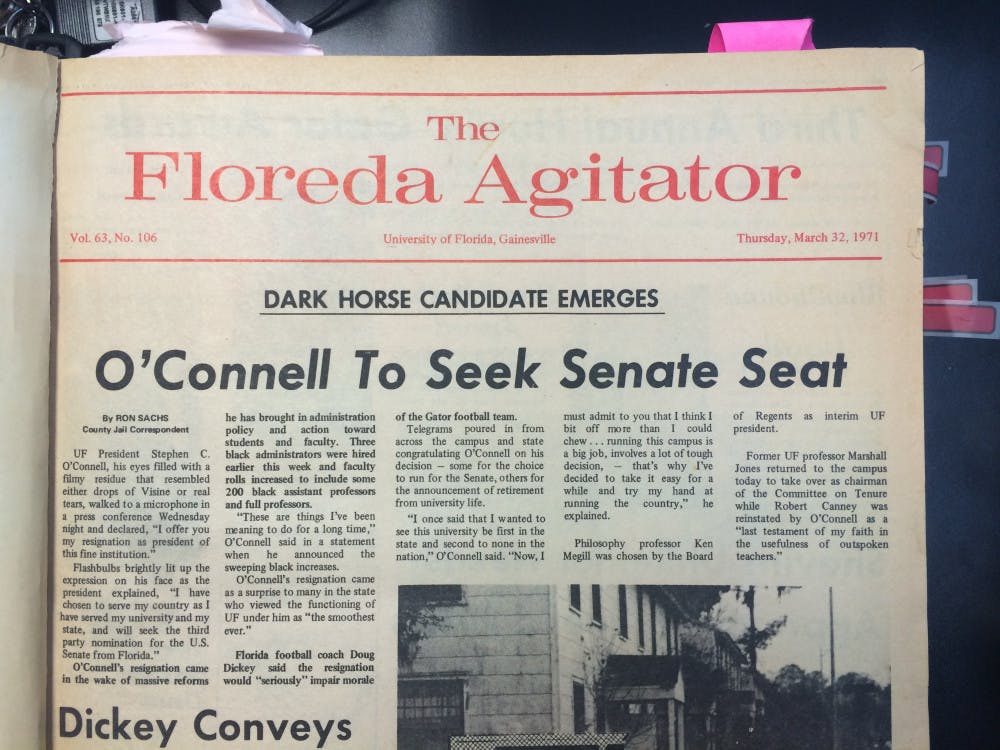 The
Floreda Agitator
Vol. 63, No. 106
University of Florida, Gainesville
Thursday, March 32, 1971
DARK HORSE CANDIDATE EMERGES
O'Connell To Seek Senate Seat
By RON SACHS
County Jail Correspondent
UF President Stephen C.
O'Connell, his eyes filled with a
filmy residue that resembled
either drops of Visine or real
tears, walked to a microphone in
a press conference Wednesday
night and declared, "I offer you
my resignation as president of
this fine institution."
Flashbulbs brightly lit up the
expression on his face as the
president explained, "I have
chosen to serve my country as I
have served my university and my
state, and will seek the third
party nomination for the U.S.
Senate from Florida."
O'Connell's resignation came
in the wake of massive reforms
he has brought in administration
policy and action toward
students and faculty. Three
black administrators were hired
earlier this week and faculty
rolls increased to include some
200 black assistant professors
and full professors.
"These are things I've been
meaning to do for a long time,"
O'Connell said in a statement
when he announced the
sweeping black increases.
O'Connell's resignation came
as a surprise to many in the state
who viewed the functioning of
UF under him as "the smoothest
ever."
Florida football coach Doug
Dickey said the resignation
would "seriously" impair morale
of the Gator football team.
Telegrams poured in from
across the campus and state
congratulating O'Connell on his
decision – some for the choice
to run for the Senate, others for
the announcement of retirement
from university life.
"I once said that I wanted to
see this university be first in the
state and second to none in the
nation," O'Connell said. "Now, I
must admit to you that I think I
bit off more than I could
chew . . . running this campus is
a big job, involves a lot of tough
decision, – that's why I've
decided to take it easy for a
while and try my hand at
running the country," he
explained.
Philosophy professor Ken
Megill was chosen by the Board
of Regents as interim UF
president.
Former UF professor Marshall
Jones returned to the campus
today to take over as chairman
of the Committee on Tenure
while Robert Canney was
reinstated by O'Connell as a
"last testament of my faith in
the usefulness of outspoken
teachers."
Dickey Conveys